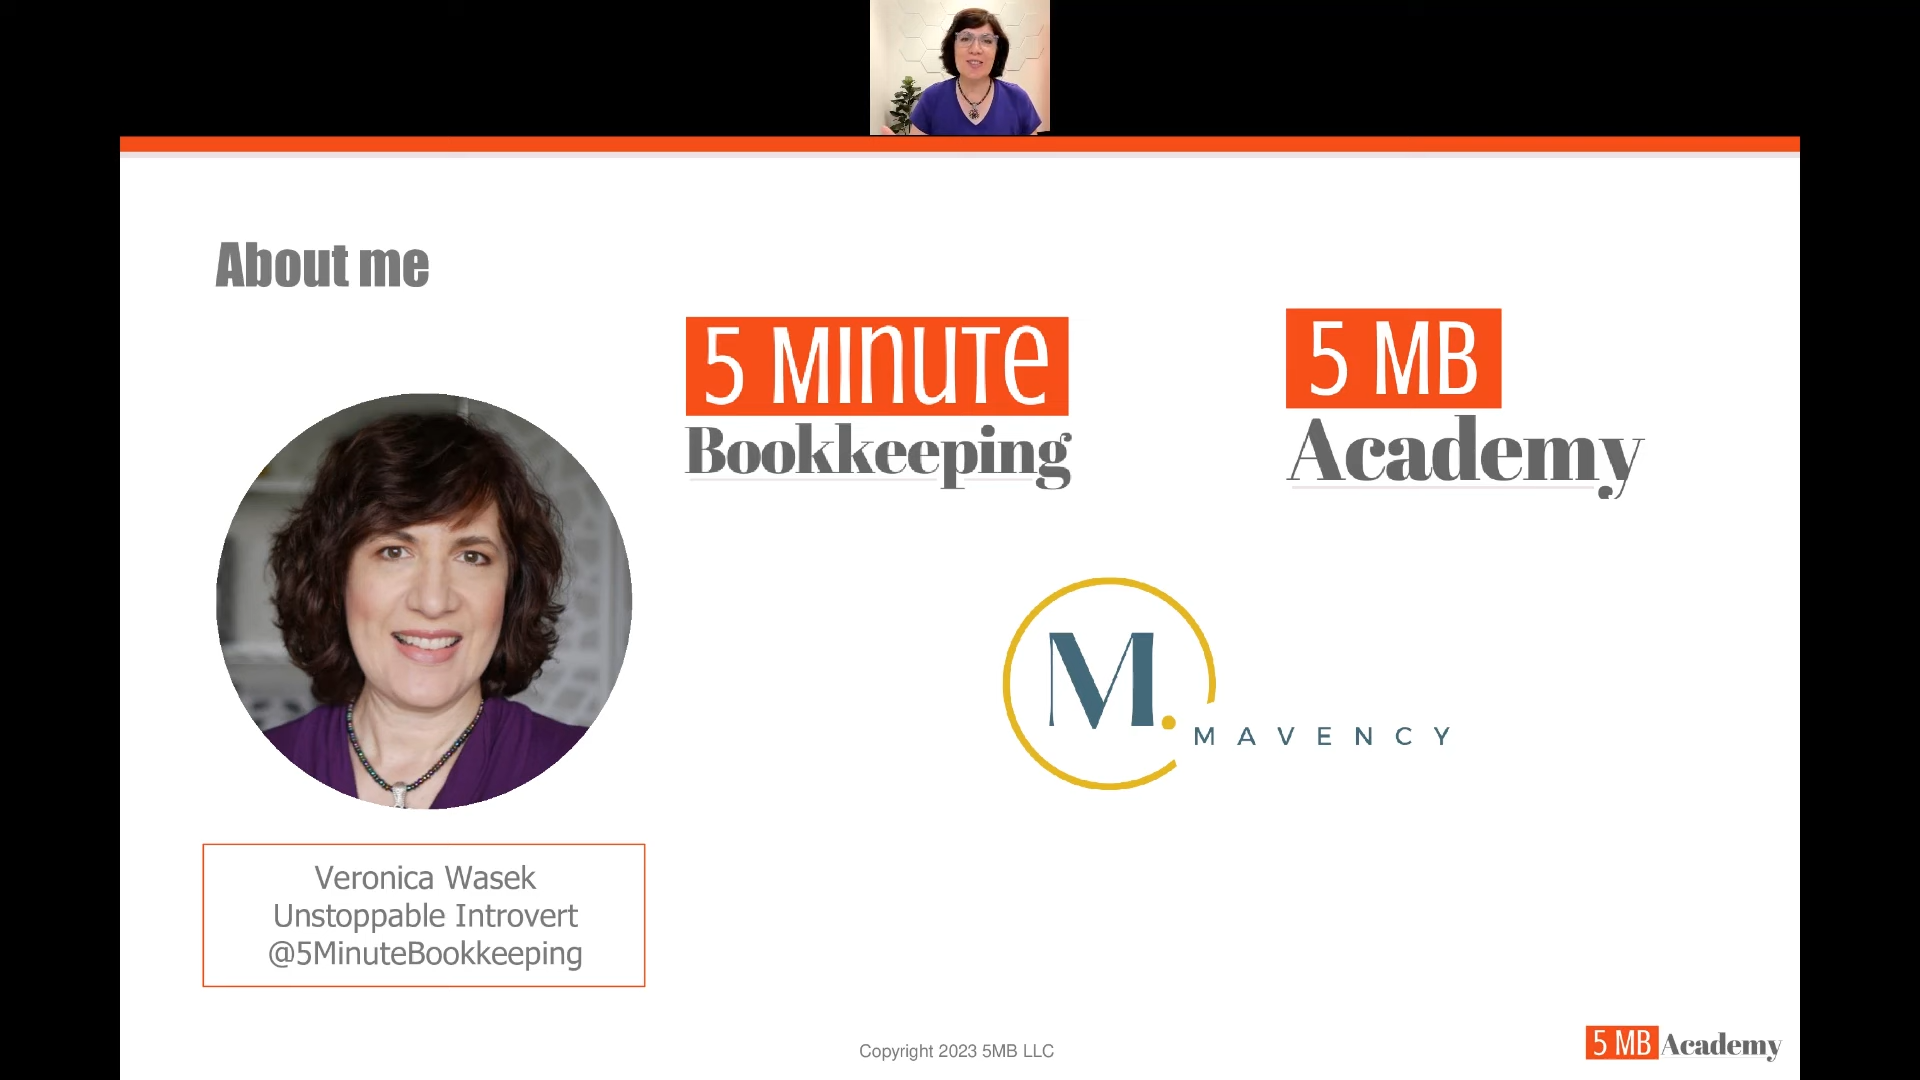 About me
5 MINUTE
Bookkeeping
5 MB
Academy
M.
MAVENCY
Veronica Wasek
Unstoppable Introvert
@5MinuteBookkeeping
Copyright 2023 5MB LLC
5 MB Academy